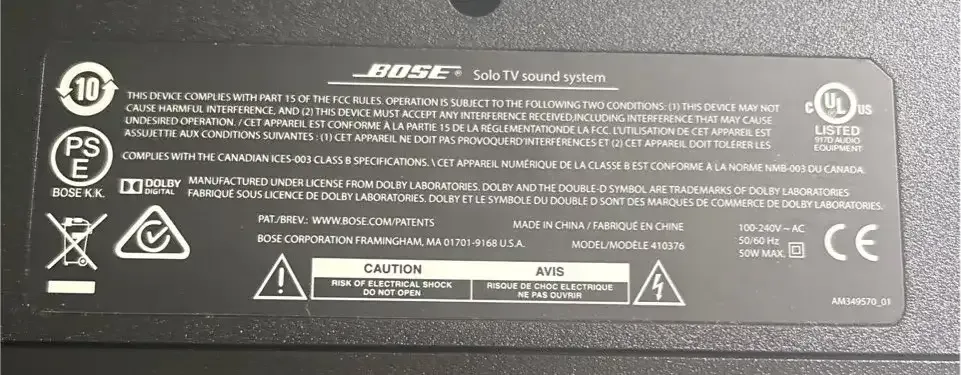 BOSE® Solo TV sound system
10
THIS DEVICE COMPLIES WITH PART 15 OF THE FCC RULES. OPERATION IS SUBJECT TO THE FOLLOWING TWO CONDITIONS: (1) THIS DEVICE MAY NOT
CAUSE HARMFUL INTERFERENCE, AND (2) THIS DEVICE MUST ACCEPT ANY INTERFERENCE RECEIVED,INCLUDING INTERFERENCE THAT MAY CAUSE
UNDESIRED OPERATION. / CET APPAREIL EST CONFORME À LA PARTIE 15 DE LA RÉGLEMENTATIONDE LA FCC. L'UTILISATION DE CET APPAREIL EST
ASSUJETTIE AUX CONDITIONS SUIVANTES : (1) CET APPAREIL NE DOIT PAS PROVOQUERD'INTERFÉRENCES ET (2) CET APPAREIL DOIT TOLÉRER LES
C UL US
LISTED
917D AUDIO
EQUIPMENT
PS
E
BOSE K.K.
COMPLIES WITH THE CANADIAN ICES-003 CLASS B SPECIFICATIONS. \ CET APPAREIL NUMÉRIQUE DE LA CLASSE B EST CONFORME À LA NORME NMB-003 DU CANADA.
DOLBY
DIGITAL
MANUFACTURED UNDER LICENSE FROM DOLBY LABORATORIES. DOLBY AND THE DOUBLE-D SYMBOL ARE TRADEMARKS OF DOLBY LABORATORIES
FABRIQUÉ SOUS LICENCE DE DOLBY LABORATORIES. DOLBY ET LE SYMBOLE DU DOUBLE D SONT DES MARQUES DE COMMERCE DE DOLBY LABORATORIES.
PAT./BREV.: WWW.BOSE.COM/PATENTS
MADE IN CHINA / FABRIQUÉ EN CHINE
BOSE CORPORATION FRAMINGHAM, MA 01701-9168 U.S.A.
MODEL/MODÈLE 410376
100-240V ~ AC
50/60 Hz
50W MAX.
CE
CAUTION
RISK OF ELECTRICAL SHOCK
DO NOT OPEN
AVIS
RISQUE DE CHOC ELECTRIQUE
NE PAS OUVRIR
AM349570_01